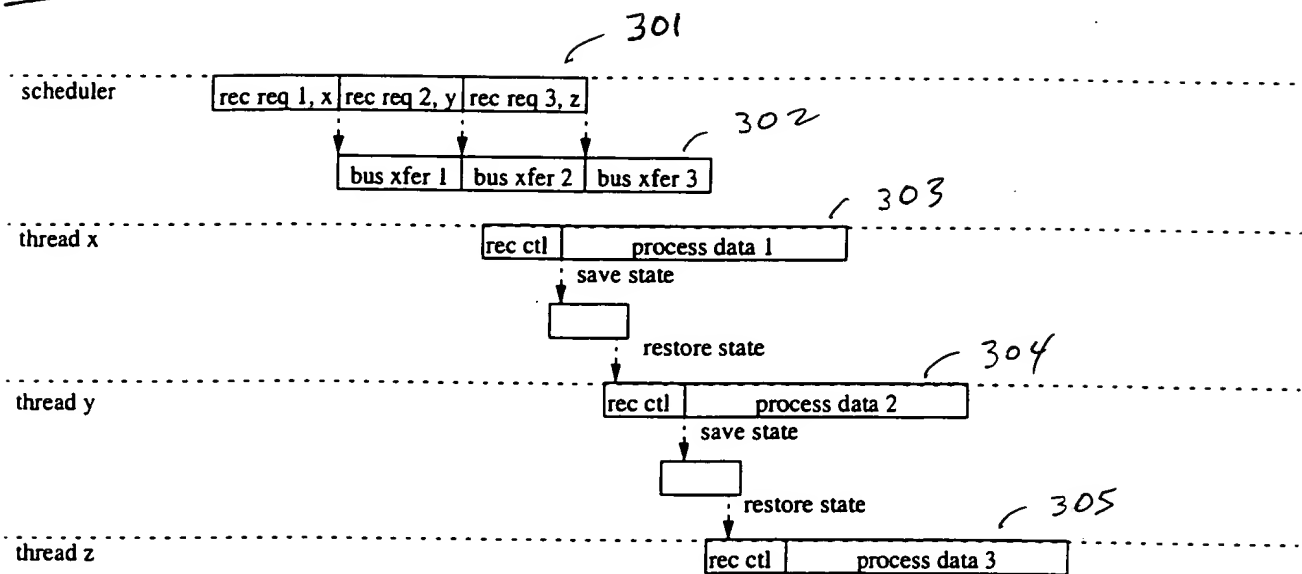 301
scheduler
rec req 1, x rec req 2, y rec req 3, z
302
bus xfer 1 bus xfer 2 bus xfer 3
303
thread x
rec ctl process data 1
save state
restore state
304
thread y
rec ctl process data 2
save state
restore state
305
thread z
rec ctl process data 3